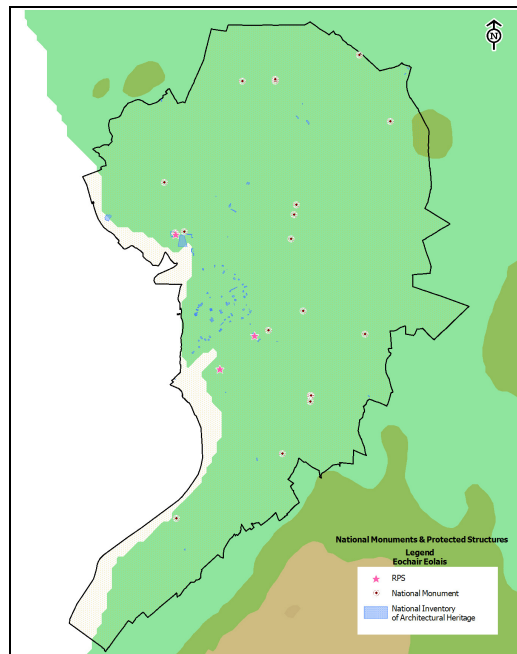 N
National Monuments & Protected Structures
Legend
Eochair Eolais
RPS
National Monument
National Inventory
of Architectural Heritage